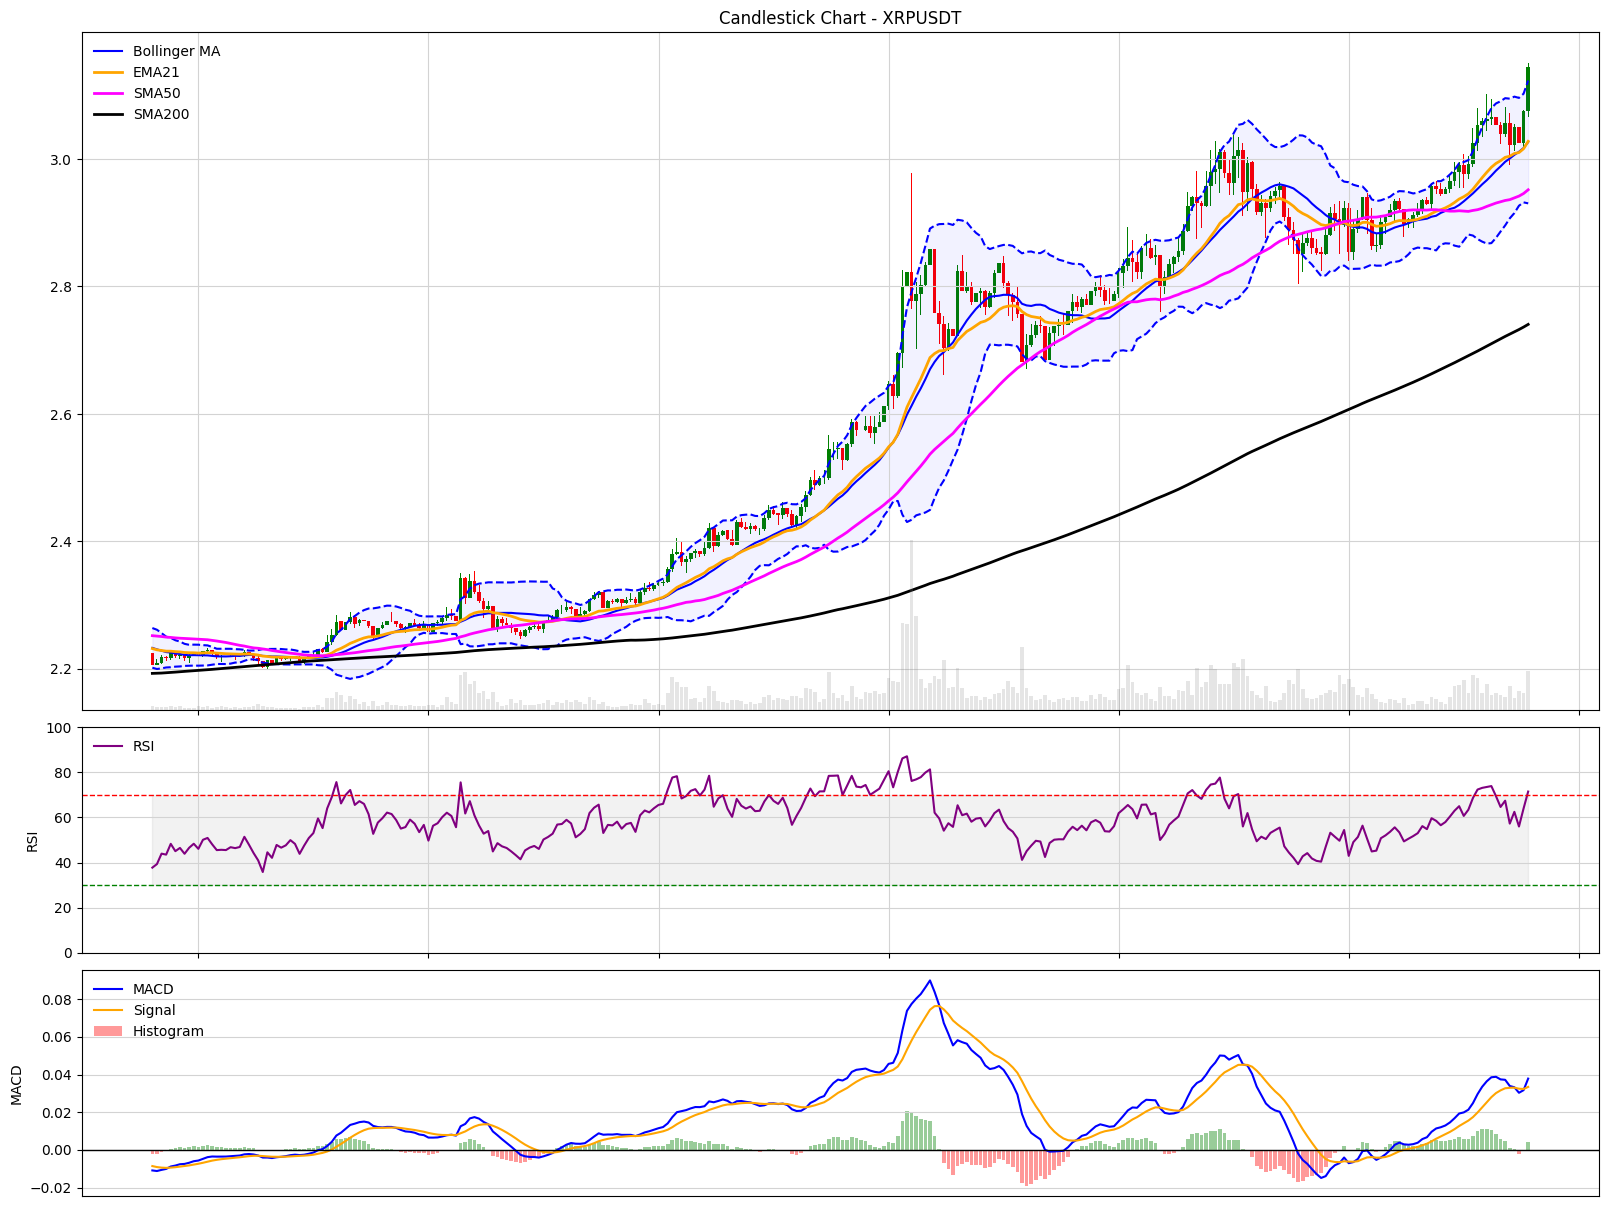 Candlestick Chart - XRPUSDT
Bollinger MA
EMA21
SMA50
SMA200
3.0
2.8
2.6
2.4
2.2
RSI
100
80
60
40
20
0
RSI
MACD
Signal
Histogram
0.08
0.06
0.04
0.02
0.00
−0.02
MACD